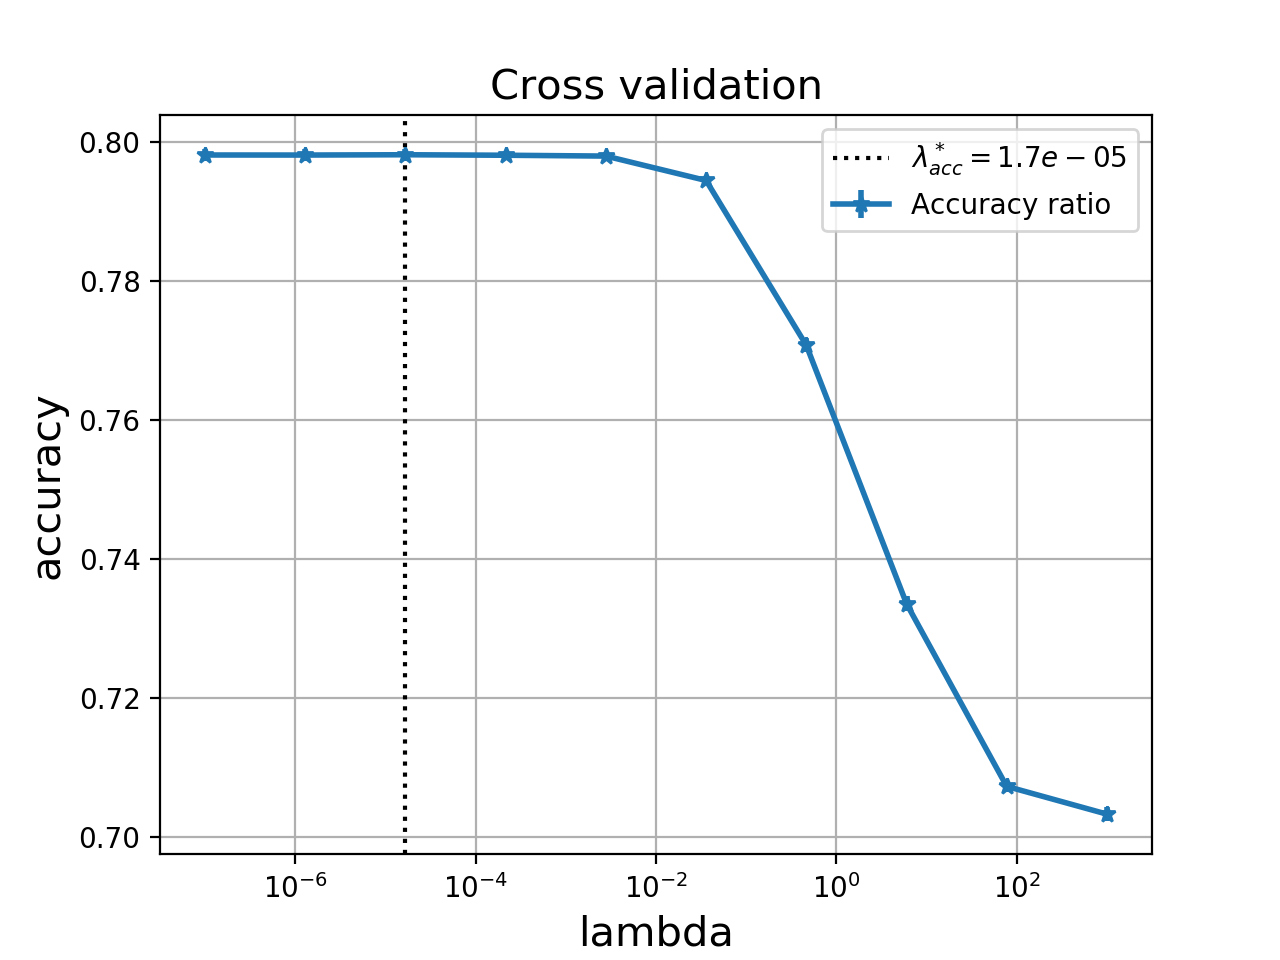 Cross validation
λ*acc = 1.7e − 05
Accuracy ratio
accuracy
0.80
0.78
0.76
0.74
0.72
0.70
10⁻⁶ 10⁻⁴ 10⁻² 10⁰ 10²
lambda